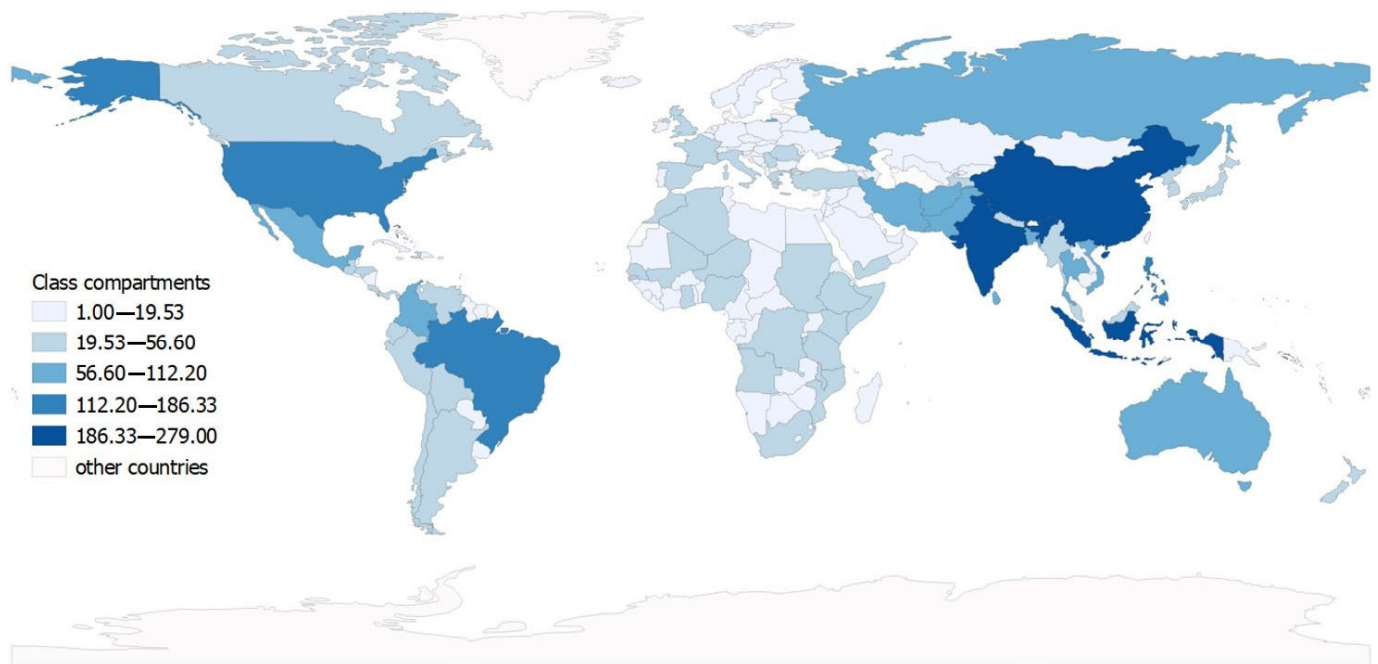 Class compartments
1.00—19.53
19.53—56.60
56.60—112.20
112.20—186.33
186.33—279.00
other countries